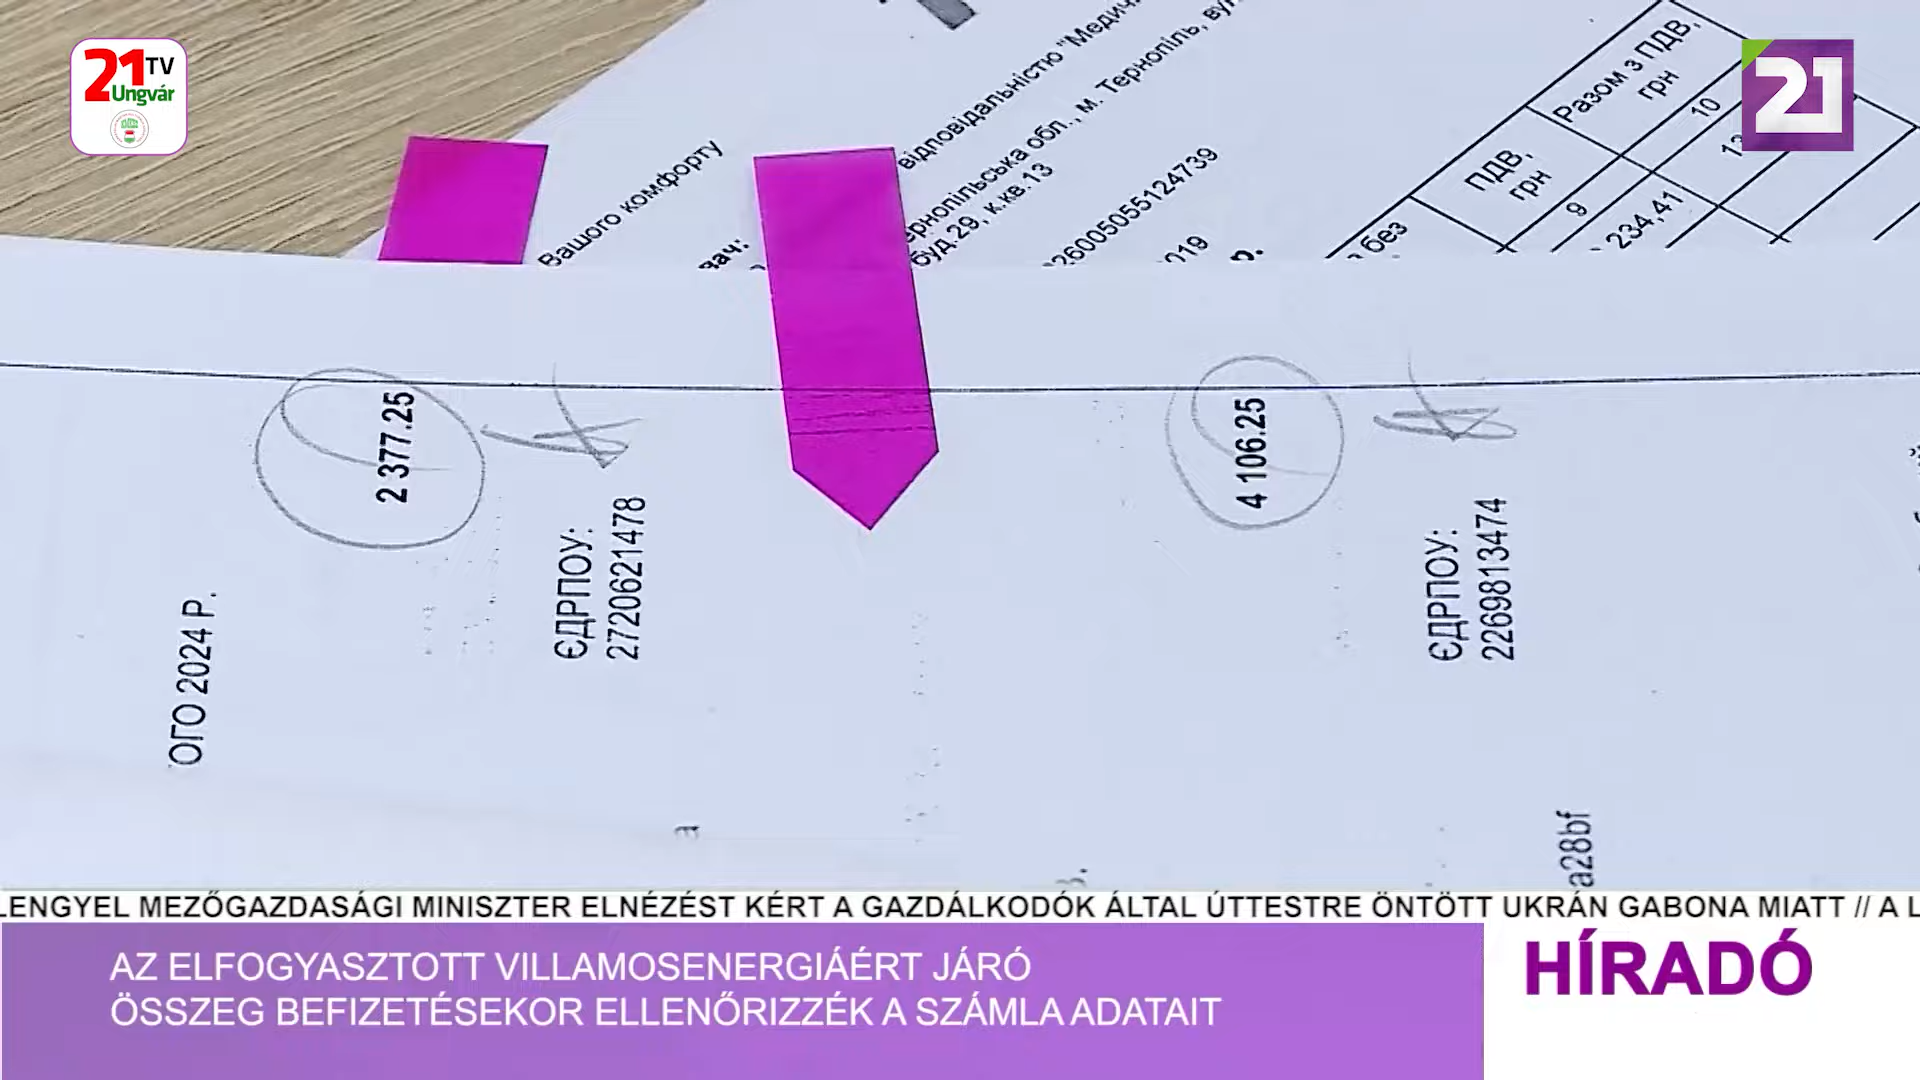 21 TV
Ungvár
21
Вашого комфорту
відповідальністю "Медич
обл., м. Тернопіль, вул
буд.29, к.кв.13
26005055124739
019
р.
Разом з ПДВ,
грн
ПДВ,
грн
10
9
без
234,41
2 377.25
4 106.25
ЄДРПОУ:
2720621478
ЄДРПОУ:
2269813474
ОГО 2024 Р.
а
a28bf
LENGYEL MEZŐGAZDASÁGI MINISZTER ELNÉZÉST KÉRT A GAZDÁLKODÓK ÁLTAL ÚTTESTRE ÖNTÖTT UKRÁN GABONA MIATT // A L
AZ ELFOGYASZTOTT VILLAMOSENERGIÁÉRT JÁRÓ
ÖSSZEG BEFIZETÉSEKOR ELLENŐRIZZÉK A SZÁMLA ADATAIT
HÍRADÓ